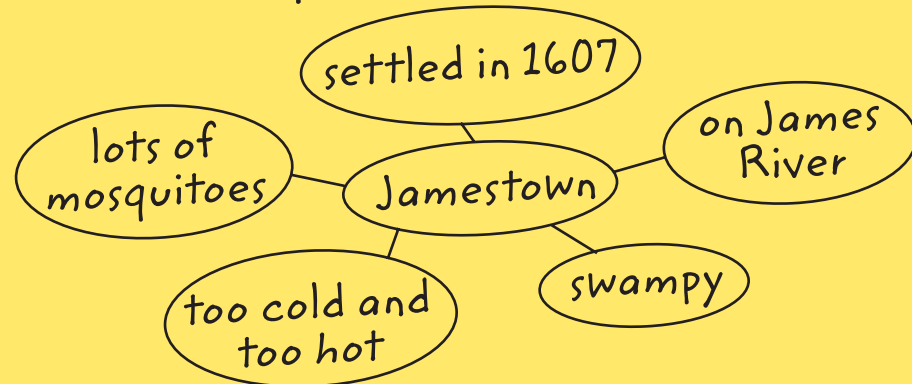 settled in 1607
lots of
mosquitoes
on James
River
Jamestown
too cold and
too hot
swampy